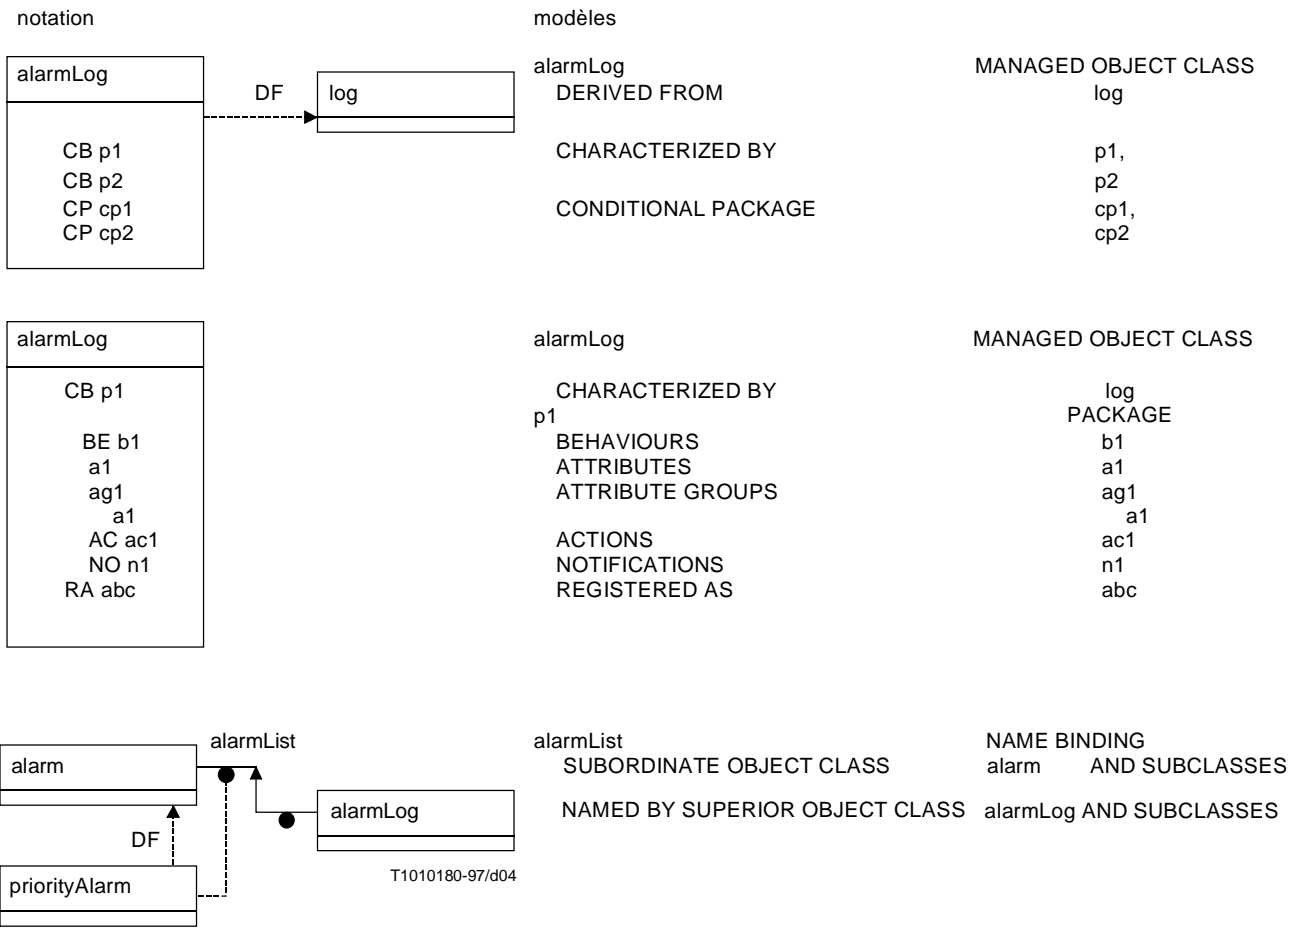 notation modèles
alarmLog MANAGED OBJECT CLASS
alarmLog
DF log DERIVED FROM log
CB p1 CHARACTERIZED BY p1,
CB p2 p2
CP cp1 CONDITIONAL PACKAGE cp1,
CP cp2 cp2
alarmLog alarmLog MANAGED OBJECT CLASS
CB p1 CHARACTERIZED BY log
p1 PACKAGE
BE b1 BEHAVIOURS b1
a1 ATTRIBUTES a1
ag1 ATTRIBUTE GROUPS ag1
a1 a1
AC ac1 ACTIONS ac1
NO n1 NOTIFICATIONS n1
RA abc REGISTERED AS abc
alarmList alarmList NAME BINDING
alarm SUBORDINATE OBJECT CLASS alarm AND SUBCLASSES
alarmLog NAMED BY SUPERIOR OBJECT CLASS alarmLog AND SUBCLASSES
DF
T1010180-97/d04
priorityAlarm